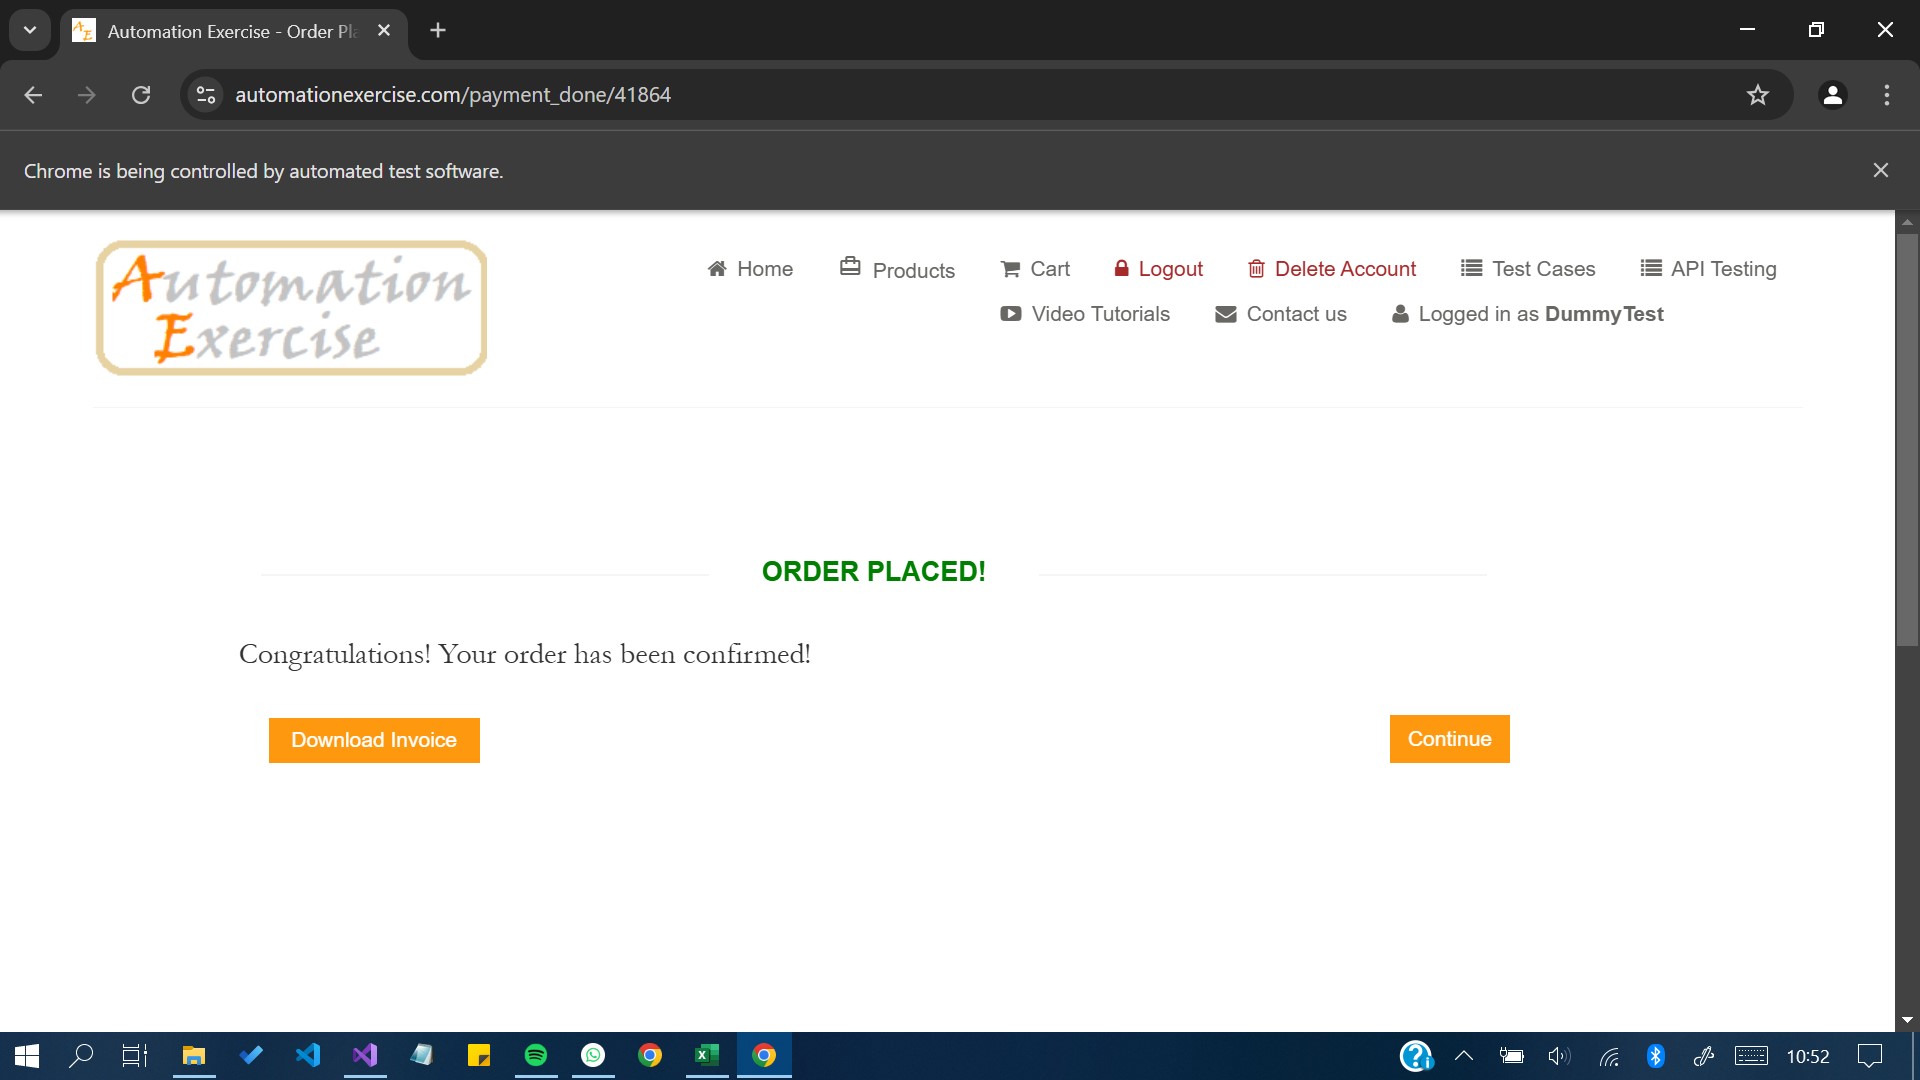 Automation Exercise - Order Pla
automationexercise.com/payment_done/41864
Chrome is being controlled by automated test software.
Automation
Exercise
Home Products Cart Logout Delete Account Test Cases API Testing
Video Tutorials Contact us Logged in as DummyTest
ORDER PLACED!
Congratulations! Your order has been confirmed!
Download Invoice Continue
10:52